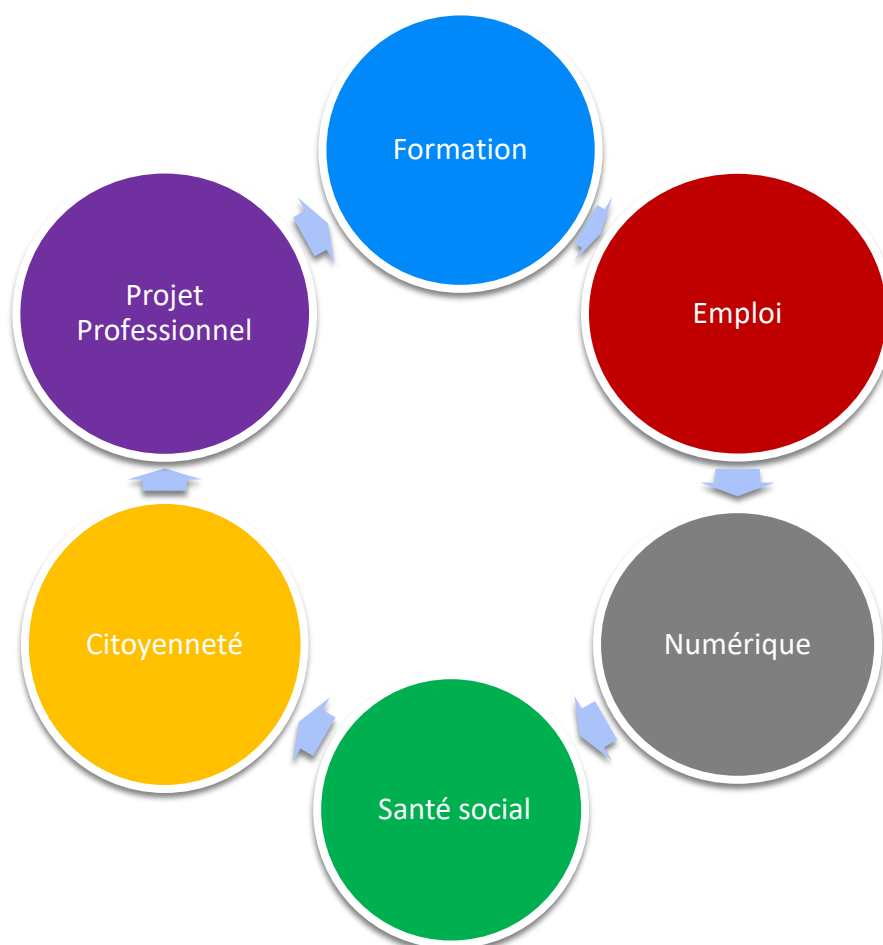 Formation
Emploi
Numérique
Santé social
Citoyenneté
Projet
Professionnel